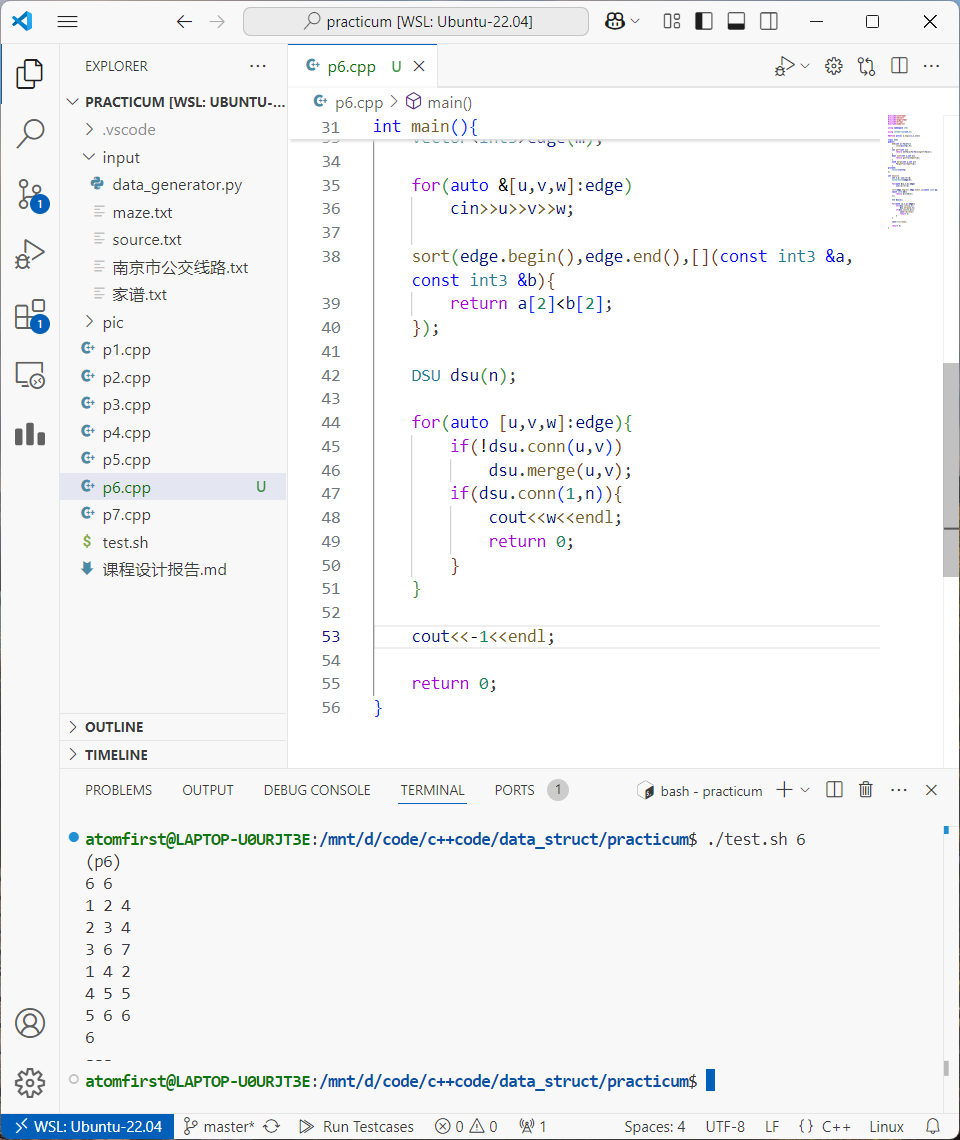 practicum [WSL: Ubuntu-22.04]
EXPLORER
PRACTICUM [WSL: UBUNTU-...
.vscode
input
data_generator.py
maze.txt
source.txt
南京市公交线路.txt
家谱.txt
pic
p1.cpp
p2.cpp
p3.cpp
p4.cpp
p5.cpp
p6.cpp U
p7.cpp
$ test.sh
课程设计报告.md
OUTLINE
TIMELINE
1
1
p6.cpp U
p6.cpp > main()
31 int main(){
34
35 for(auto &[u,v,w]:edge)
36 cin>>u>>v>>w;
37
38 sort(edge.begin(),edge.end(),[](const int3 &a,
const int3 &b){
39 return a[2]<b[2];
40 });
41
42 DSU dsu(n);
43
44 for(auto [u,v,w]:edge){
45 if(!dsu.conn(u,v))
46 dsu.merge(u,v);
47 if(dsu.conn(1,n)){
48 cout<<w<<endl;
49 return 0;
50 }
51 }
52
53 cout<<-1<<endl;
54
55 return 0;
56 }
PROBLEMS OUTPUT DEBUG CONSOLE TERMINAL PORTS 1 bash - practicum
atomfirst@LAPTOP-U0URJT3E:/mnt/d/code/c++code/data_struct/practicum$ ./test.sh 6
(p6)
6 6
1 2 4
2 3 4
3 6 7
1 4 2
4 5 5
5 6 6
6
---
atomfirst@LAPTOP-U0URJT3E:/mnt/d/code/c++code/data_struct/practicum$
WSL: Ubuntu-22.04 master* Run Testcases 0 0 1 Spaces: 4 UTF-8 LF {} C++ Linux